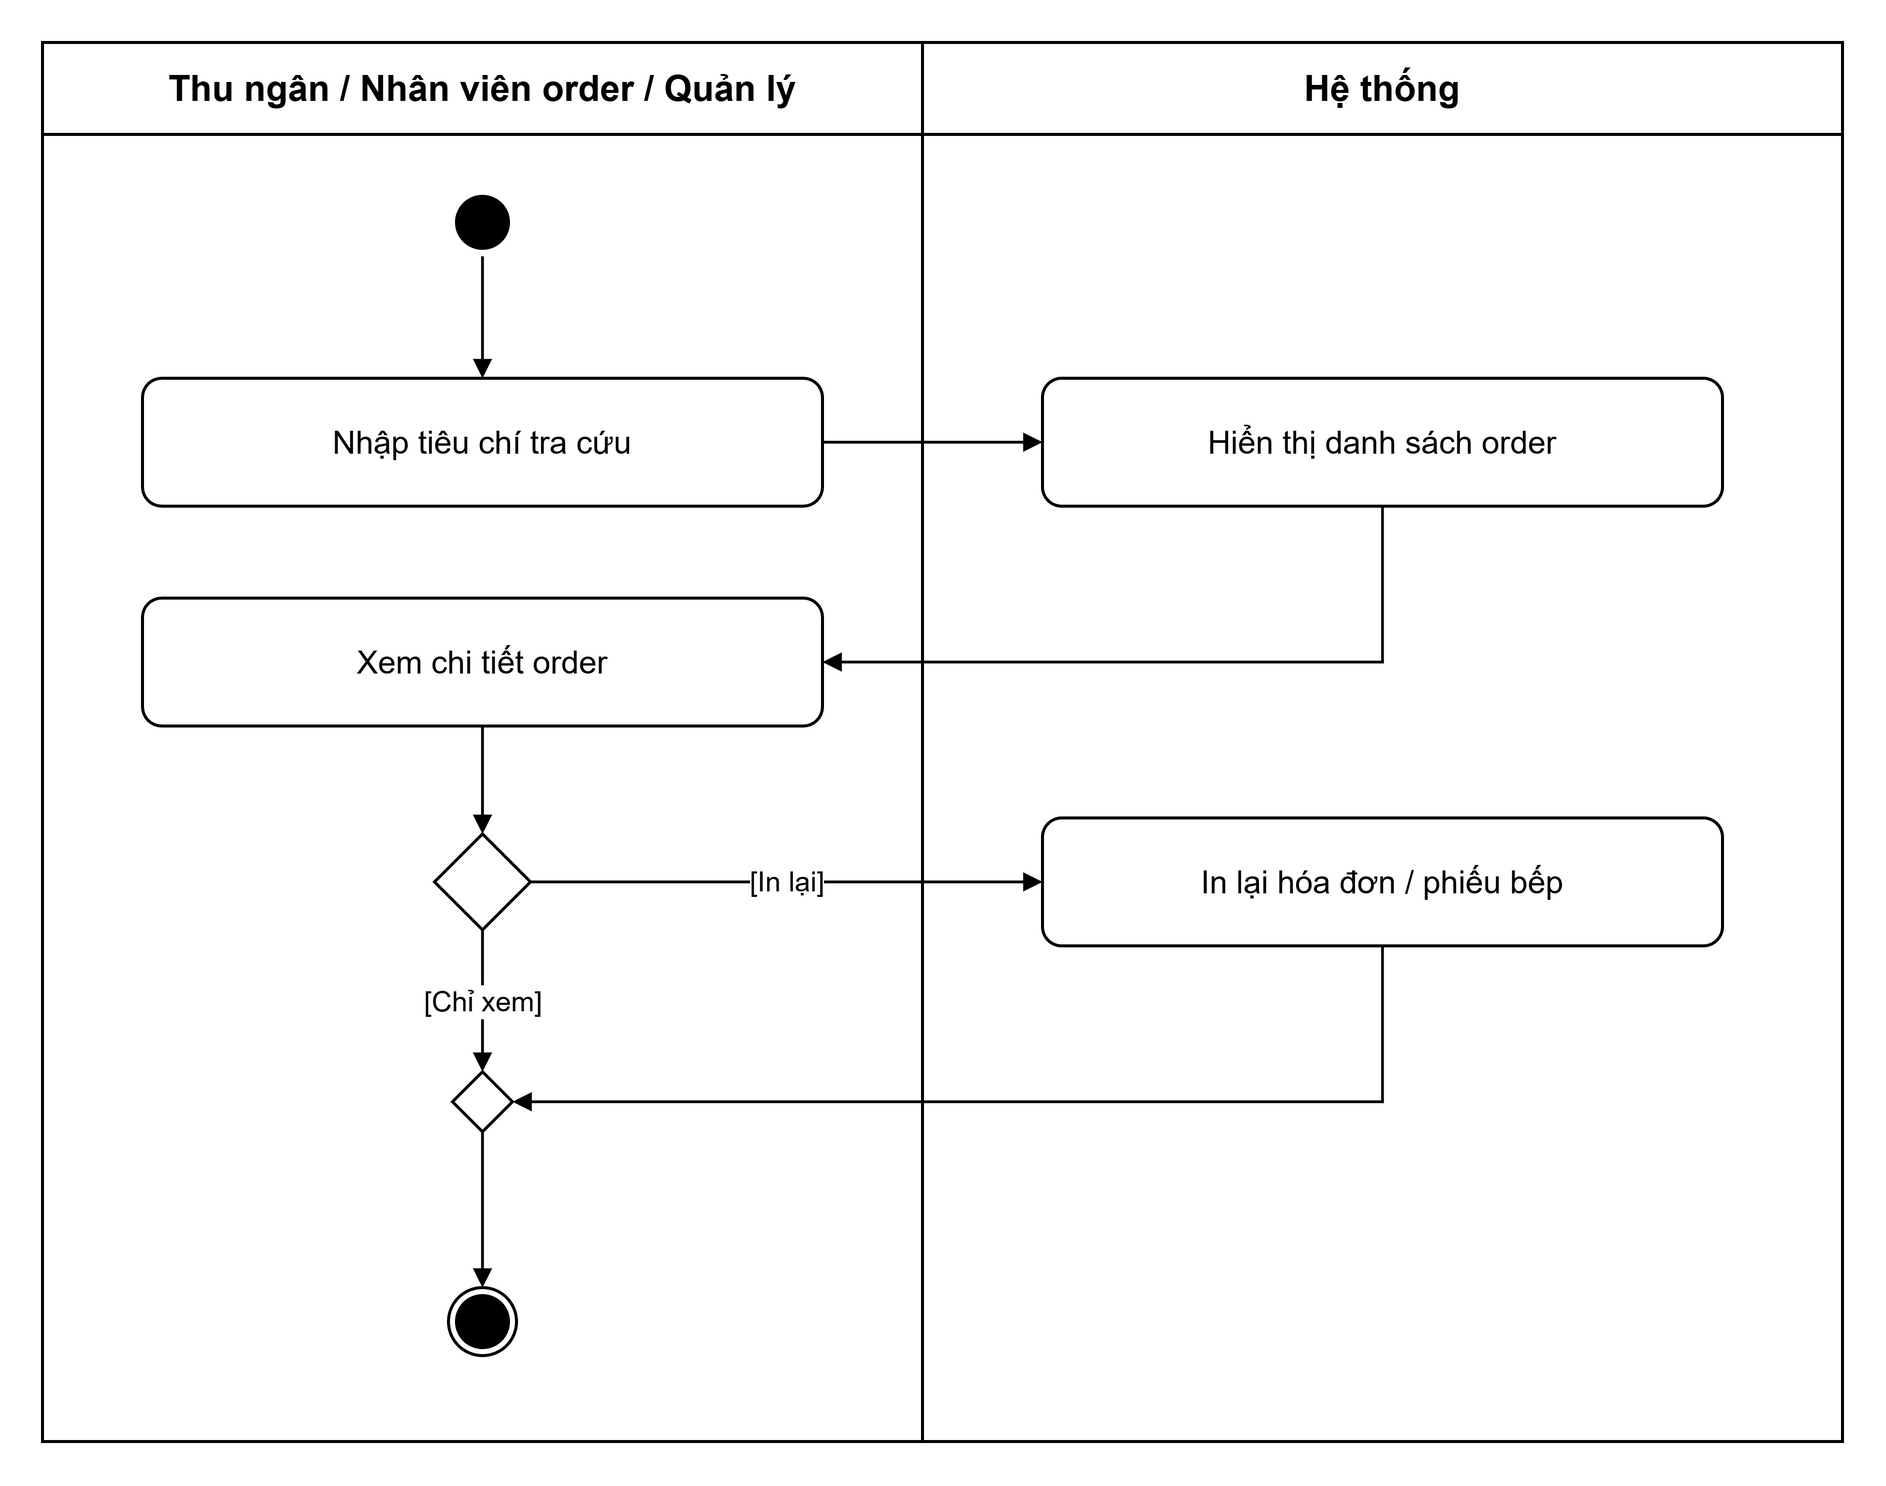 Thu ngân / Nhân viên order / Quản lý
Hệ thống
Nhập tiêu chí tra cứu
Hiển thị danh sách order
Xem chi tiết order
[In lại]
In lại hóa đơn / phiếu bếp
[Chỉ xem]